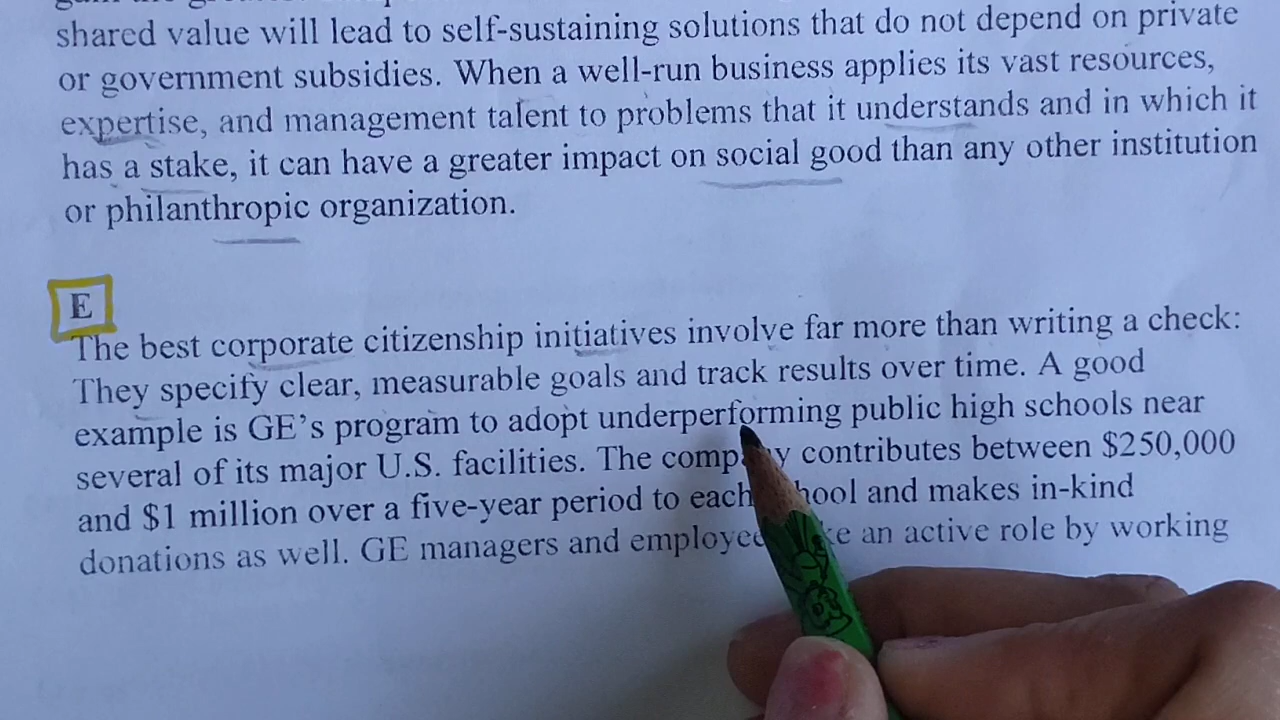 shared value will lead to self-sustaining solutions that do not depend on private
or government subsidies. When a well-run business applies its vast resources,
expertise, and management talent to problems that it understands and in which it
has a stake, it can have a greater impact on social good than any other institution
or philanthropic organization.
E
The best corporate citizenship initiatives involve far more than writing a check:
They specify clear, measurable goals and track results over time. A good
example is GE's program to adopt underperforming public high schools near
several of its major U.S. facilities. The company contributes between $250,000
and $1 million over a five-year period to each school and makes in-kind
donations as well. GE managers and employees an active role by working